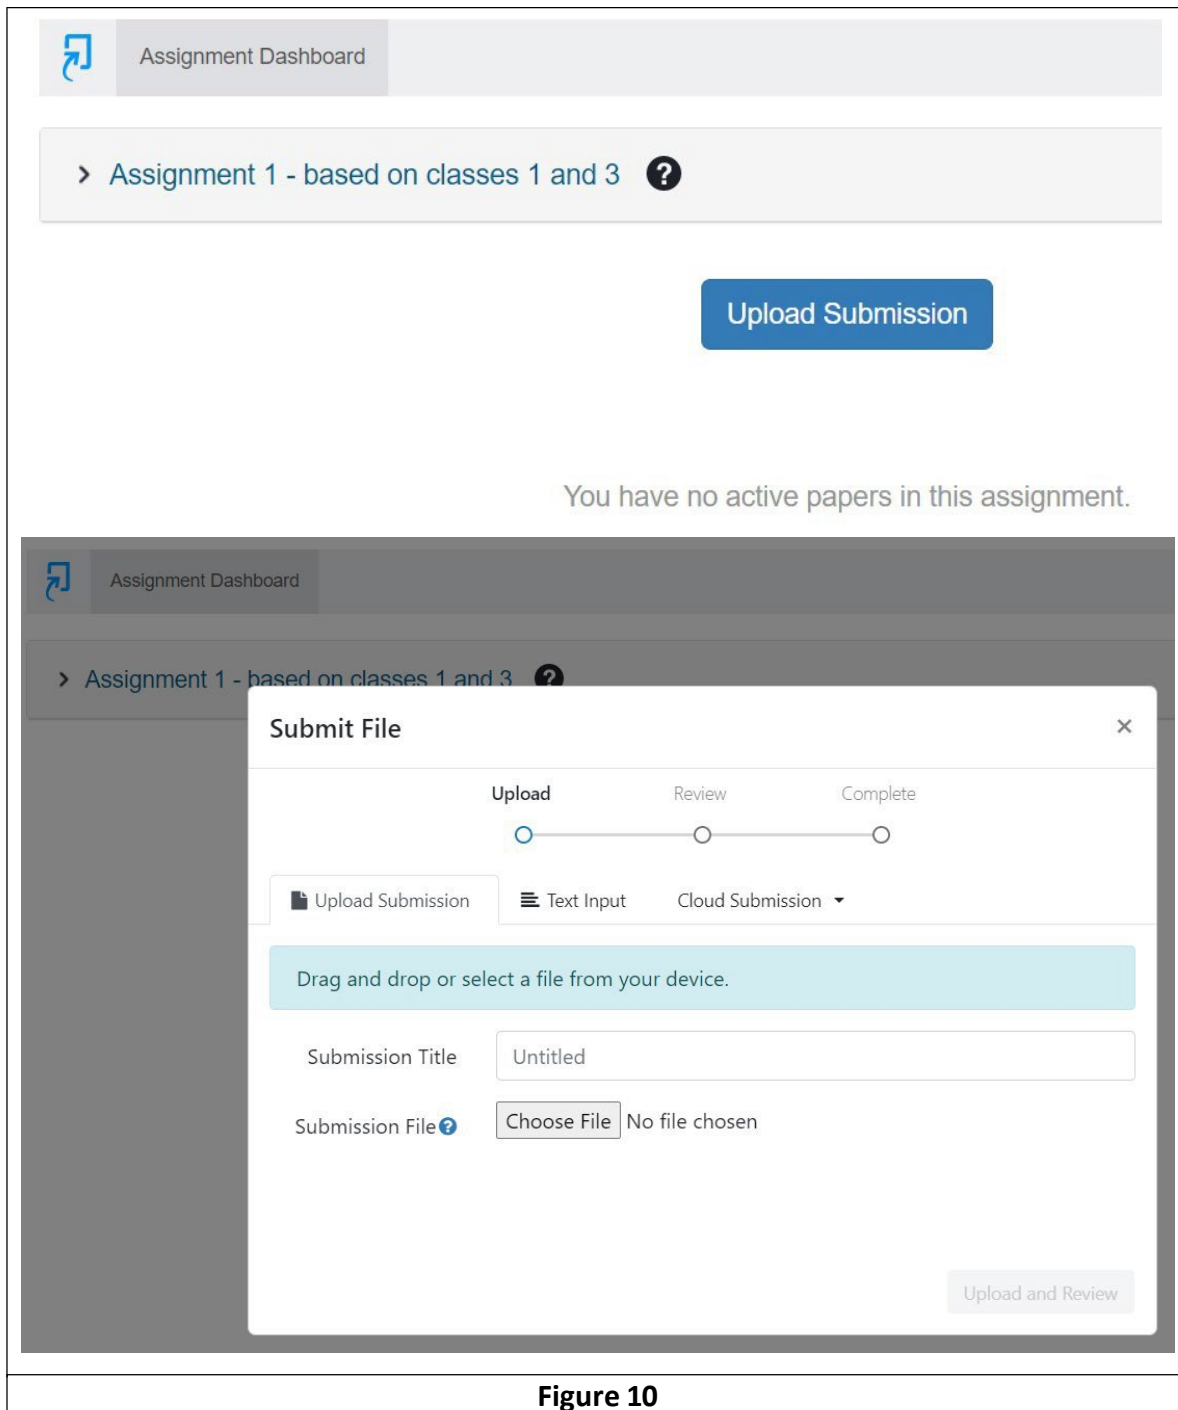 Assignment Dashboard
Assignment 1 - based on classes 1 and 3 ?
Upload Submission
You have no active papers in this assignment.
Assignment Dashboard
Assignment 1 - based on classes 1 and 3 ?
Submit File ×
Upload Review Complete
Upload Submission Text Input Cloud Submission
Drag and drop or select a file from your device.
Submission Title Untitled
Submission File ? Choose File No file chosen
Upload and Review
Figure 10